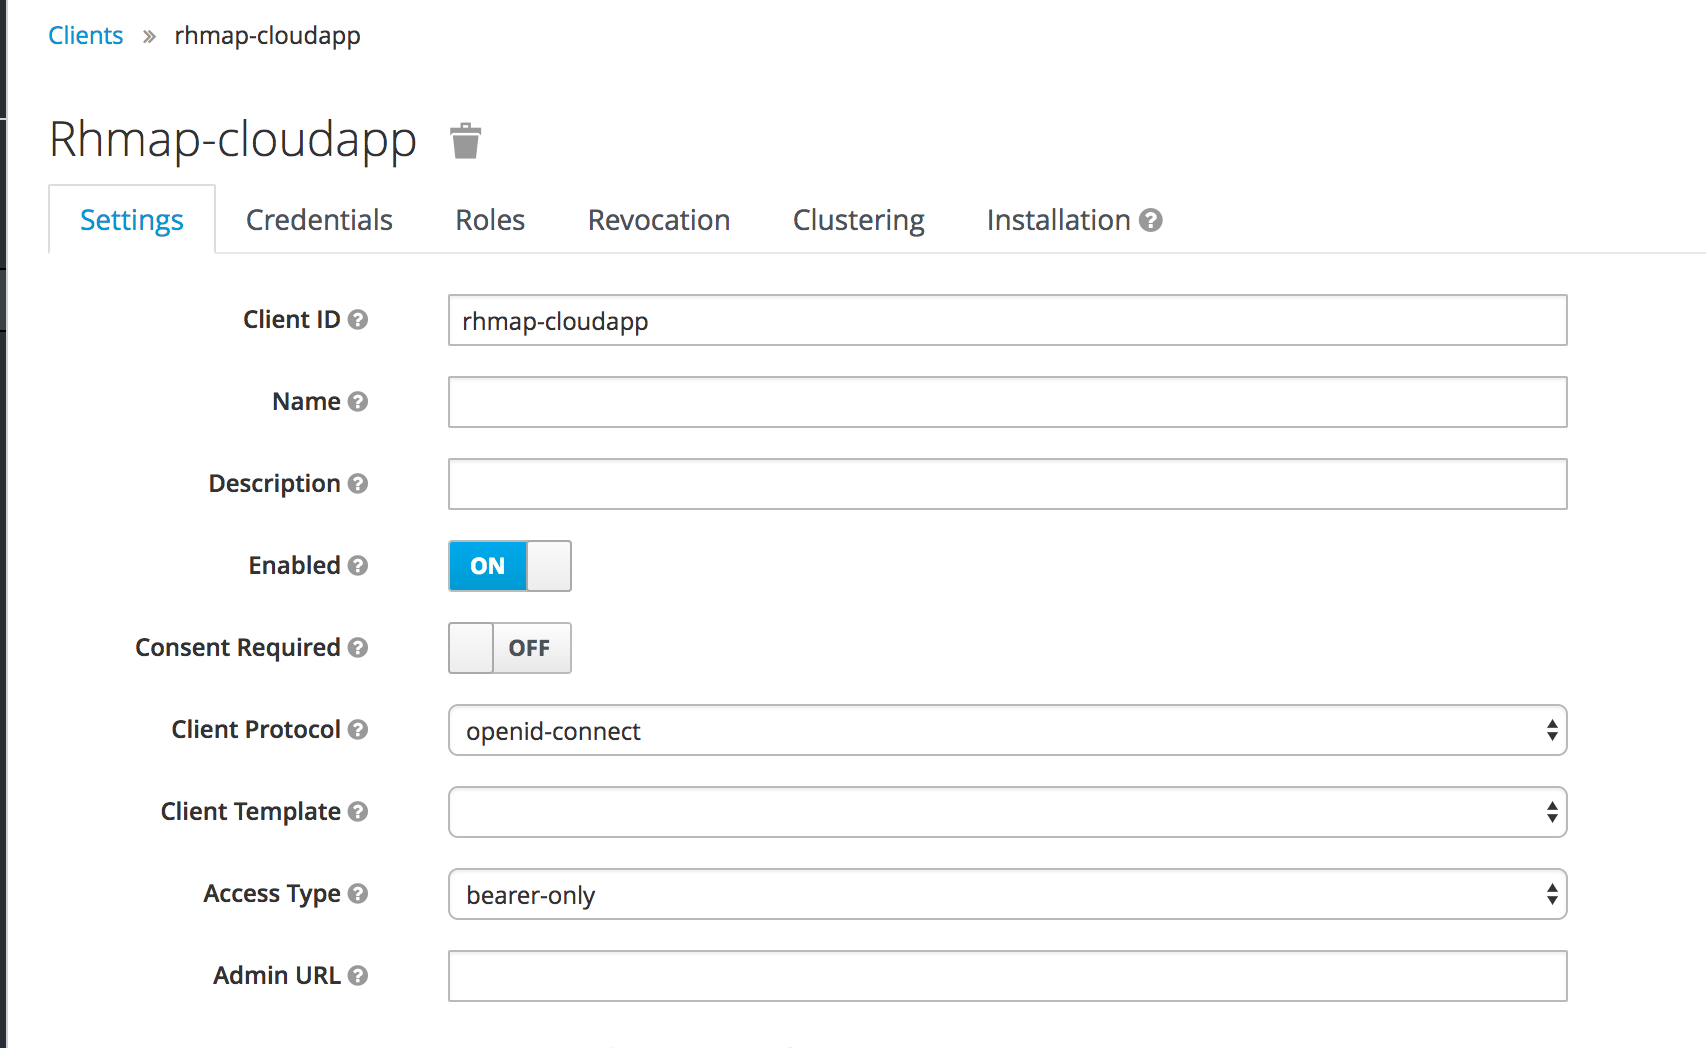 Clients » rhmap-cloudapp
Rhmap-cloudapp
Settings Credentials Roles Revocation Clustering Installation ?
Client ID ? rhmap-cloudapp
Name ?
Description ?
Enabled ? ON
Consent Required ? OFF
Client Protocol ? openid-connect
Client Template ?
Access Type ? bearer-only
Admin URL ?